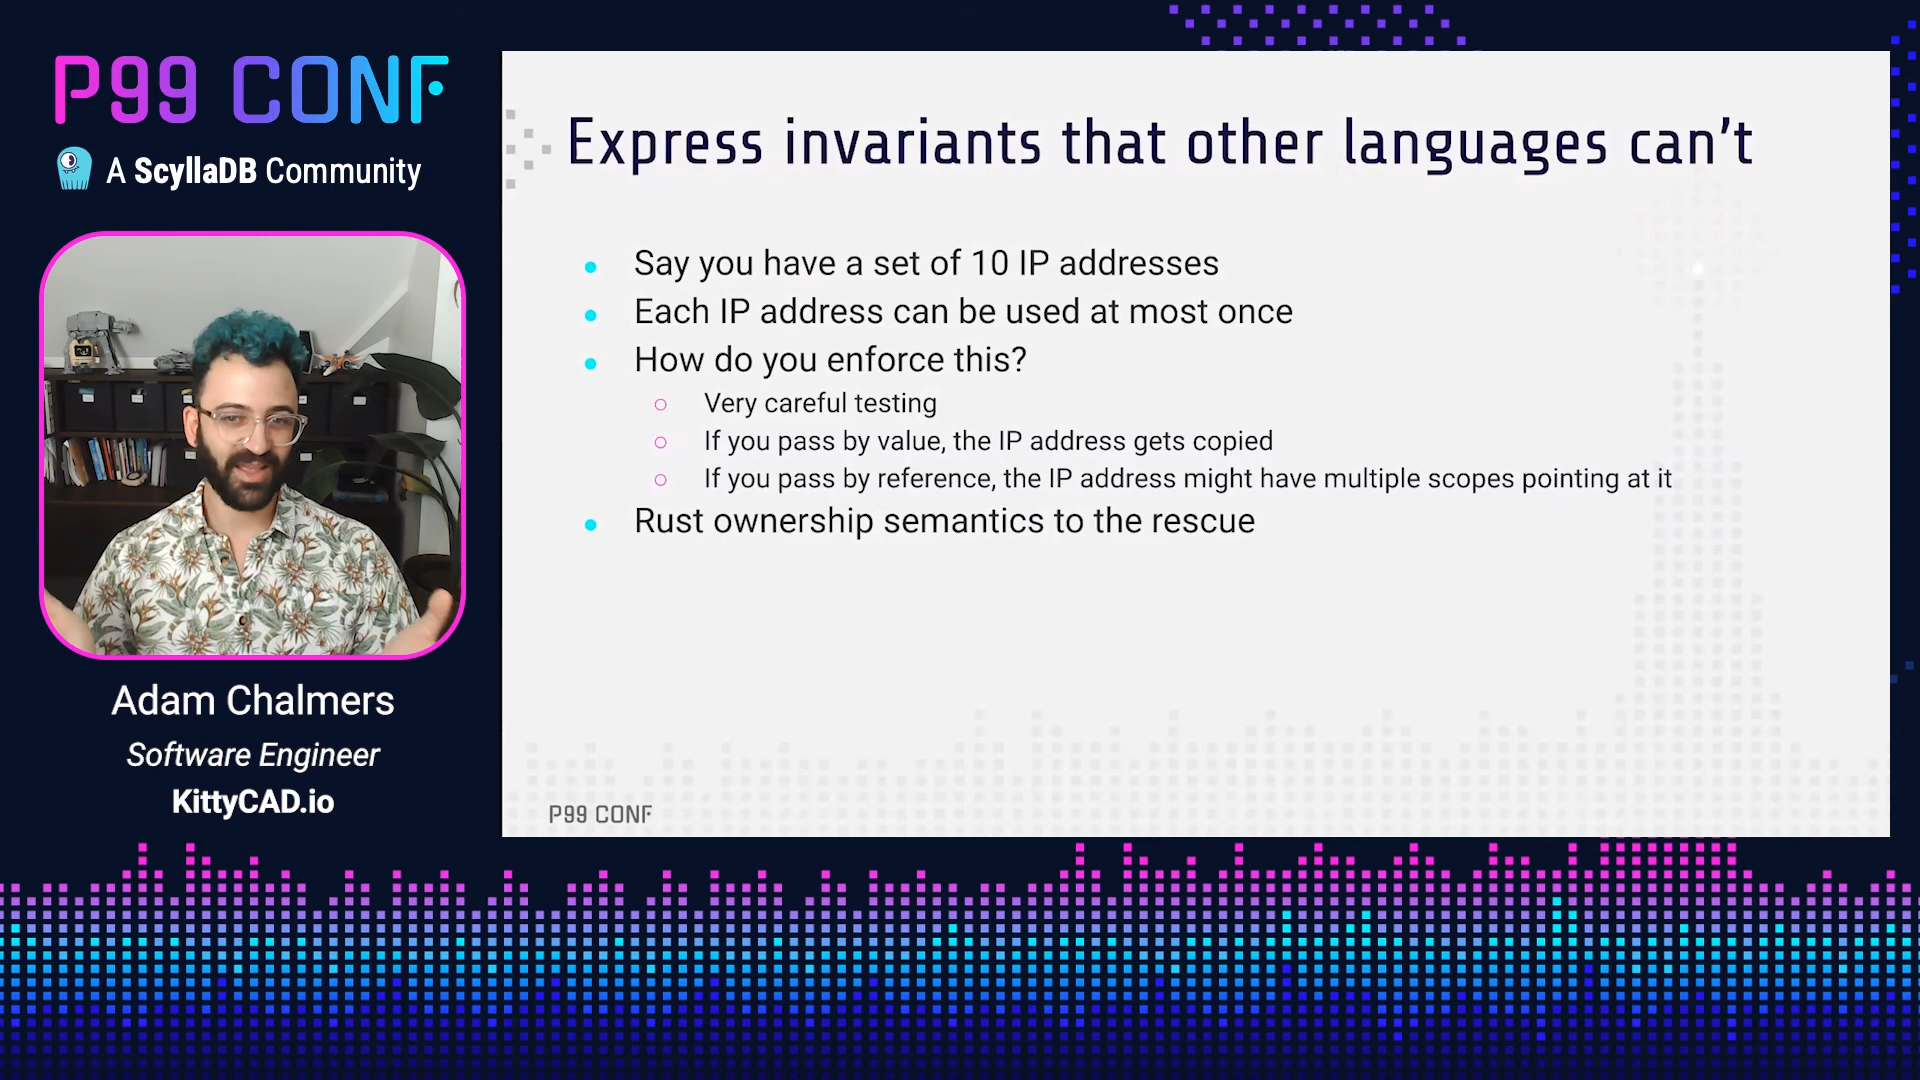 P99 CONF
A ScyllaDB Community
Adam Chalmers
Software Engineer
KittyCAD.io
Express invariants that other languages can’t
Say you have a set of 10 IP addresses
Each IP address can be used at most once
How do you enforce this?
Very careful testing
If you pass by value, the IP address gets copied
If you pass by reference, the IP address might have multiple scopes pointing at it
Rust ownership semantics to the rescue
P99 CONF